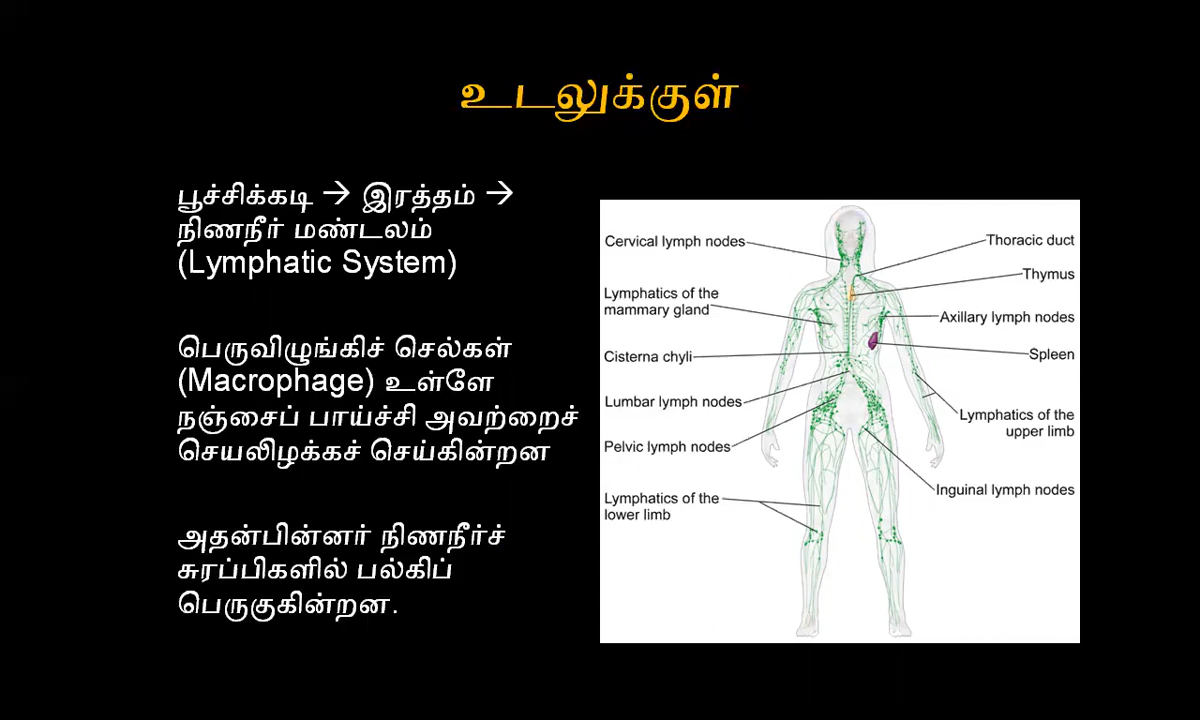 உடலுக்குள்
பூச்சிக்கடி → இரத்தம் →
நிணநீர் மண்டலம்
(Lymphatic System)
பெருவிழுங்கிச் செல்கள்
(Macrophage) உள்ளே
நஞ்சைப் பாய்ச்சி அவற்றைச்
செயலிழக்கச் செய்கின்றன
அதன்பின்னர் நிணநீர்ச்
சுரப்பிகளில் பல்கிப்
பெருகுகின்றன.
Cervical lymph nodes
Lymphatics of the
mammary gland
Cisterna chyli
Lumbar lymph nodes
Pelvic lymph nodes
Lymphatics of the
lower limb
Thoracic duct
Thymus
Axillary lymph nodes
Spleen
Lymphatics of the
upper limb
Inguinal lymph nodes